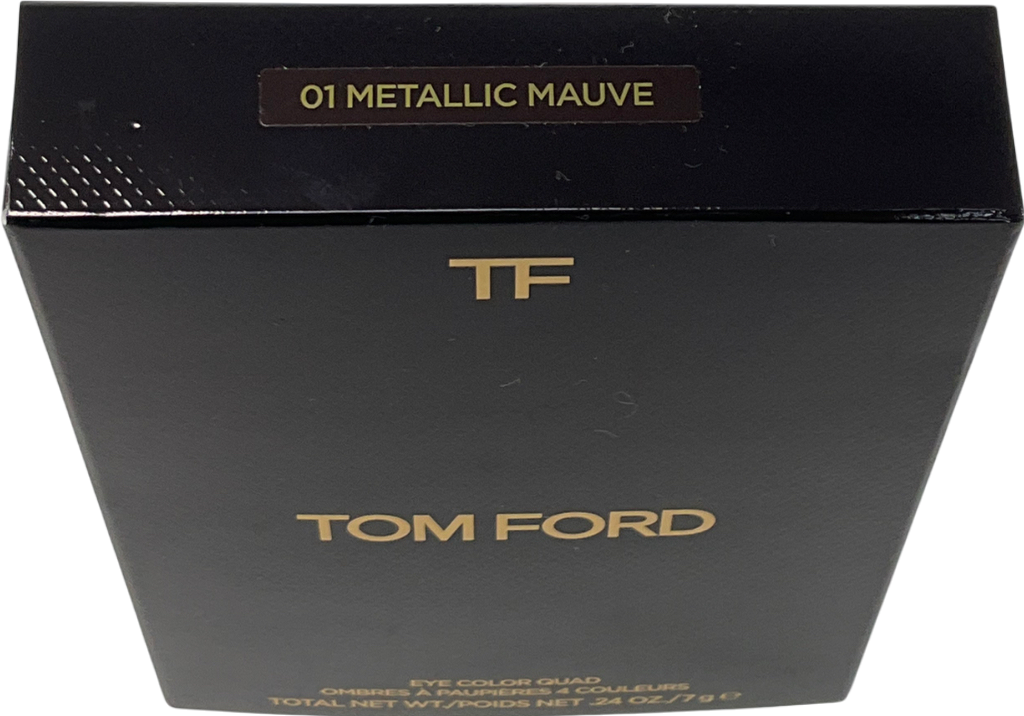 01 METALLIC MAUVE
TF
TOM FORD
EYE COLOR QUAD
OMBRES À PAUPIÈRES 4 COULEURS
TOTAL NET WT./POIDS NET .24 OZ./7 g ℮